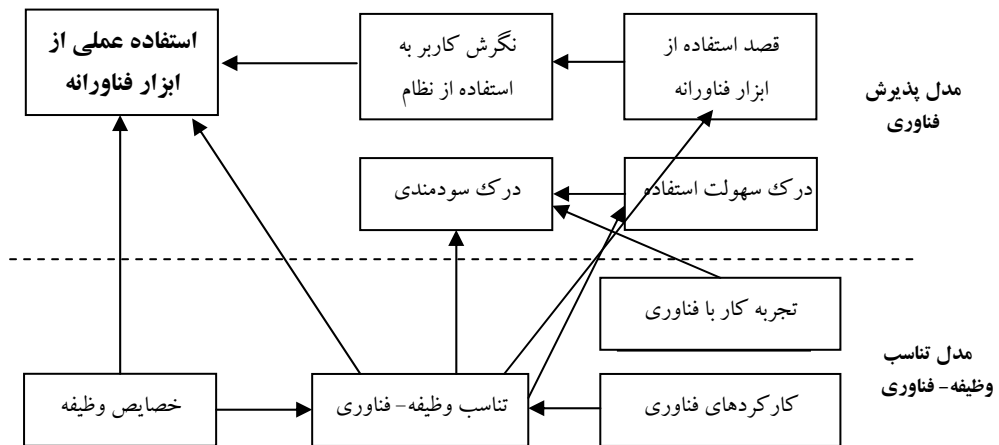 قصد استفاده از
ابزار فناورانه
نگرش کاربر به
استفاده از نظام
استفاده عملی از
ابزار فناورانه
مدل پذیرش
فناوری
درک سهولت استفاده
درک سودمندی
تجربه کار با فناوری
مدل تناسب
وظیفه- فناوری
کارکردهای فناوری
تناسب وظیفه- فناوری
خصایص وظیفه